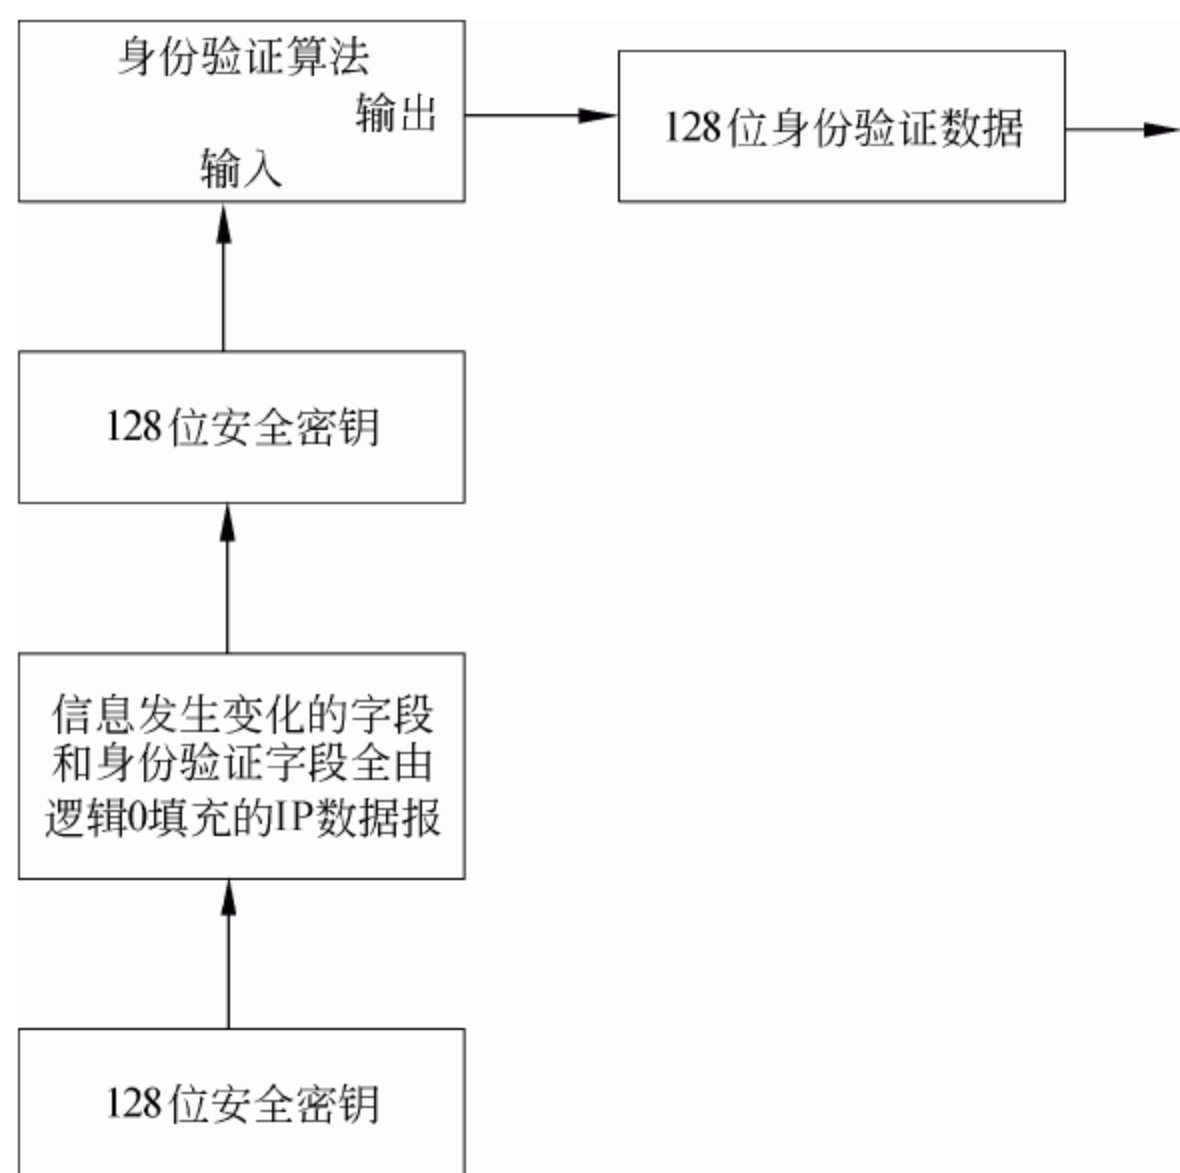 身份验证算法
输出
输入
128位身份验证数据
128位安全密钥
信息发生变化的字段
和身份验证字段全由
逻辑0填充的IP数据报
128位安全密钥